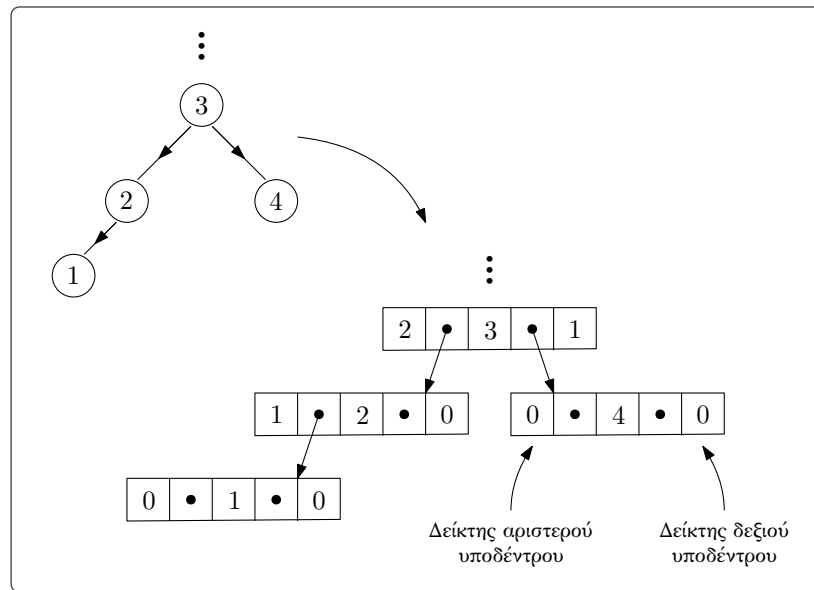 3
2 4
1
2 3 1
1 2 0 0 4 0
0 1 0
Δείκτης αριστερού
υποδέντρου
Δείκτης δεξιού
υποδέντρου